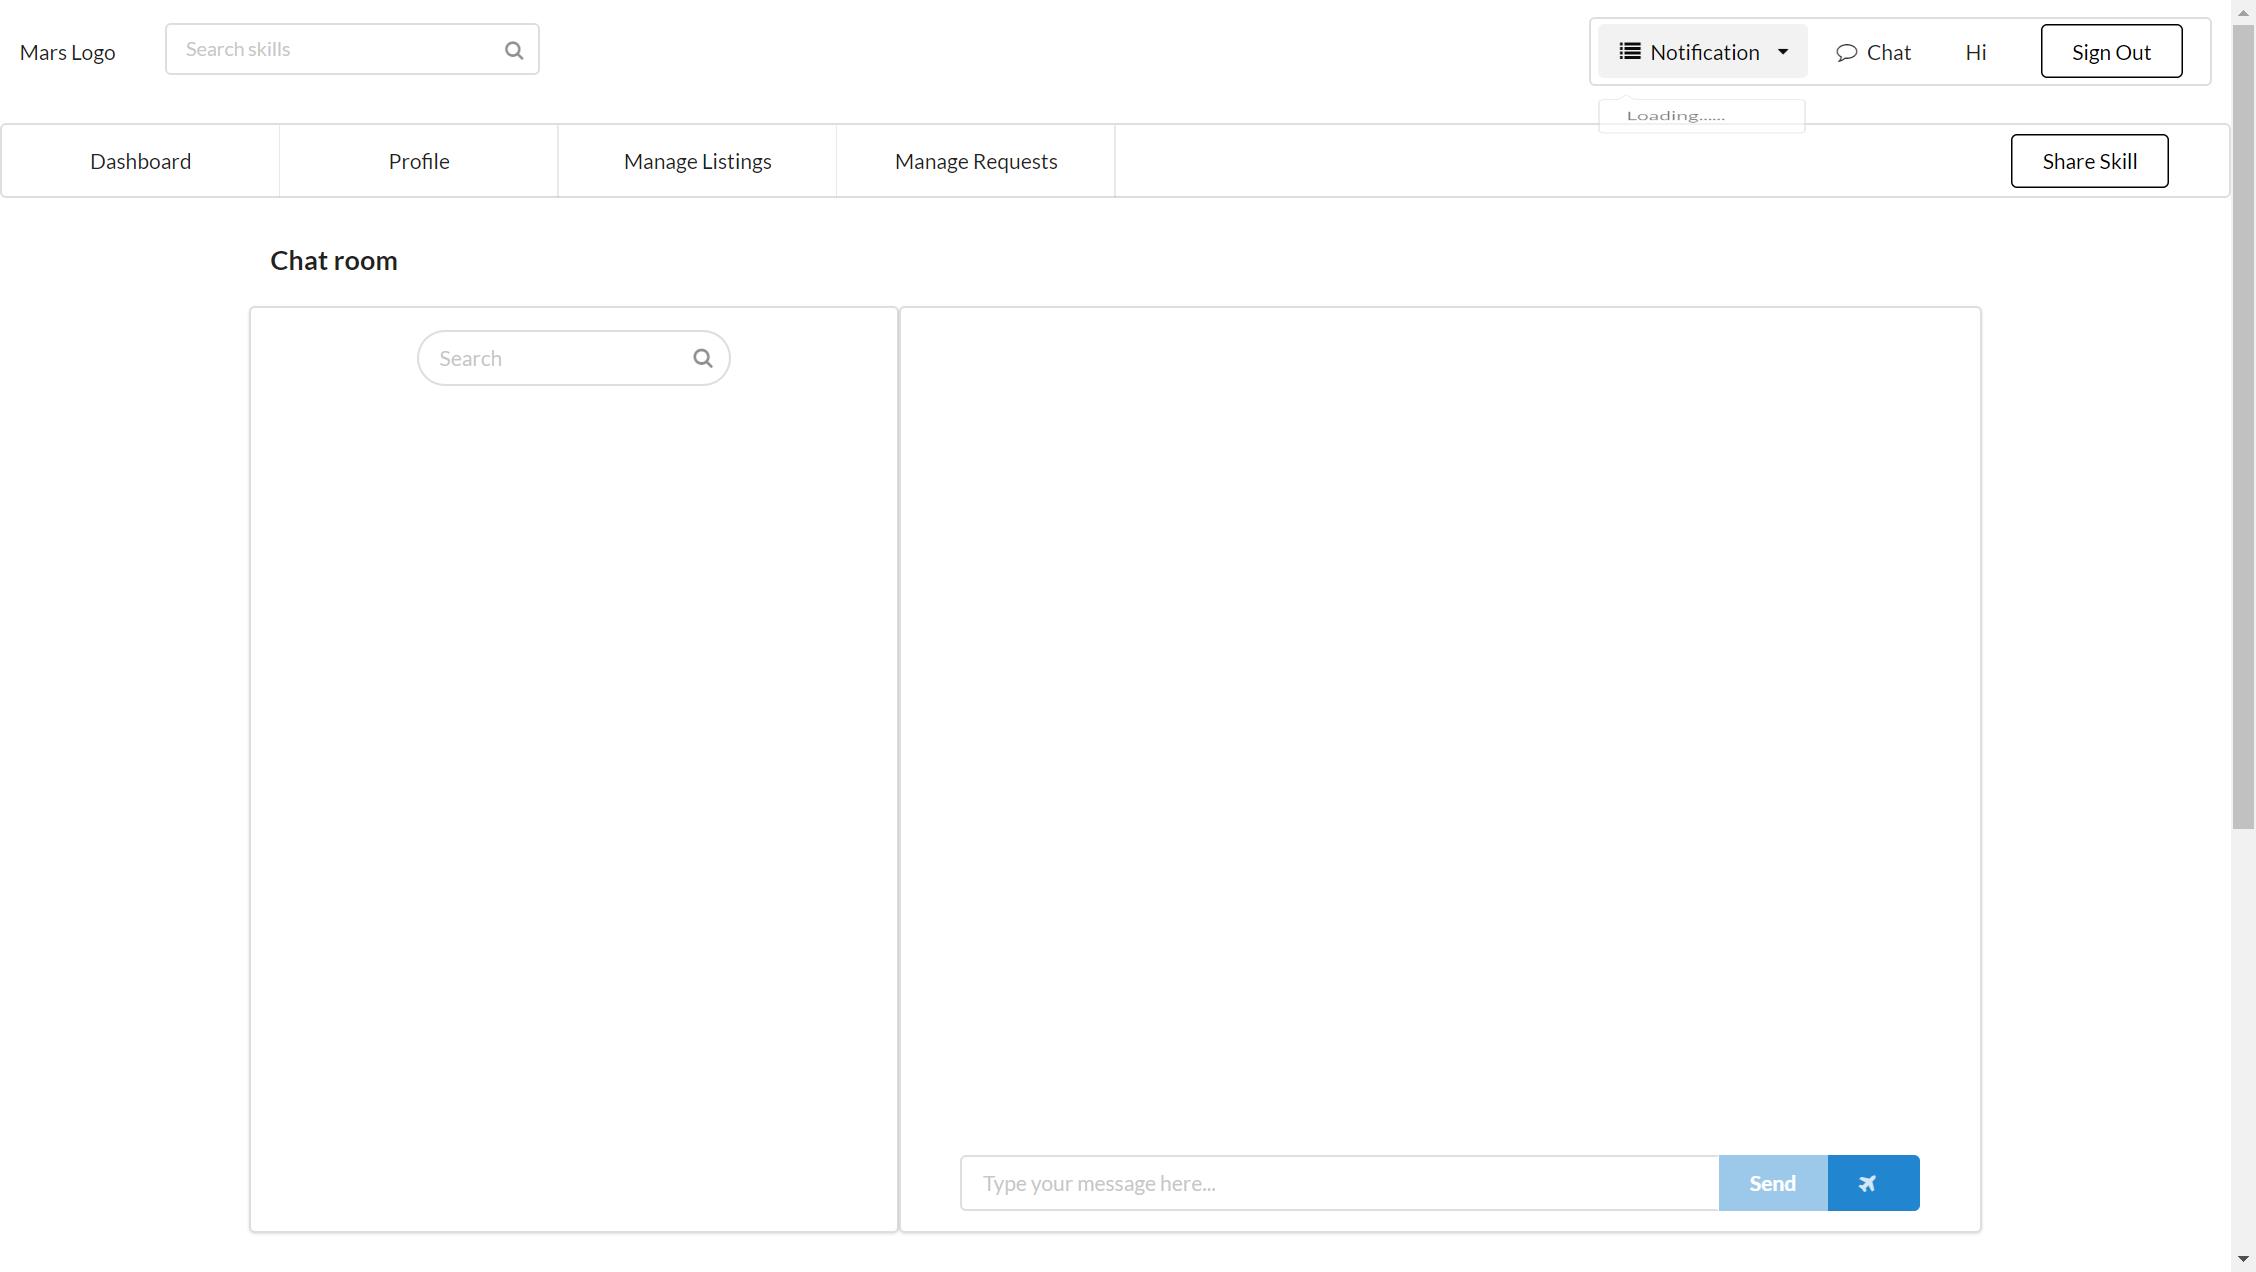 Mars Logo
Search skills
Notification
Chat
Hi
Sign Out
Loading......
Dashboard
Profile
Manage Listings
Manage Requests
Share Skill
Chat room
Search
Type your message here...
Send